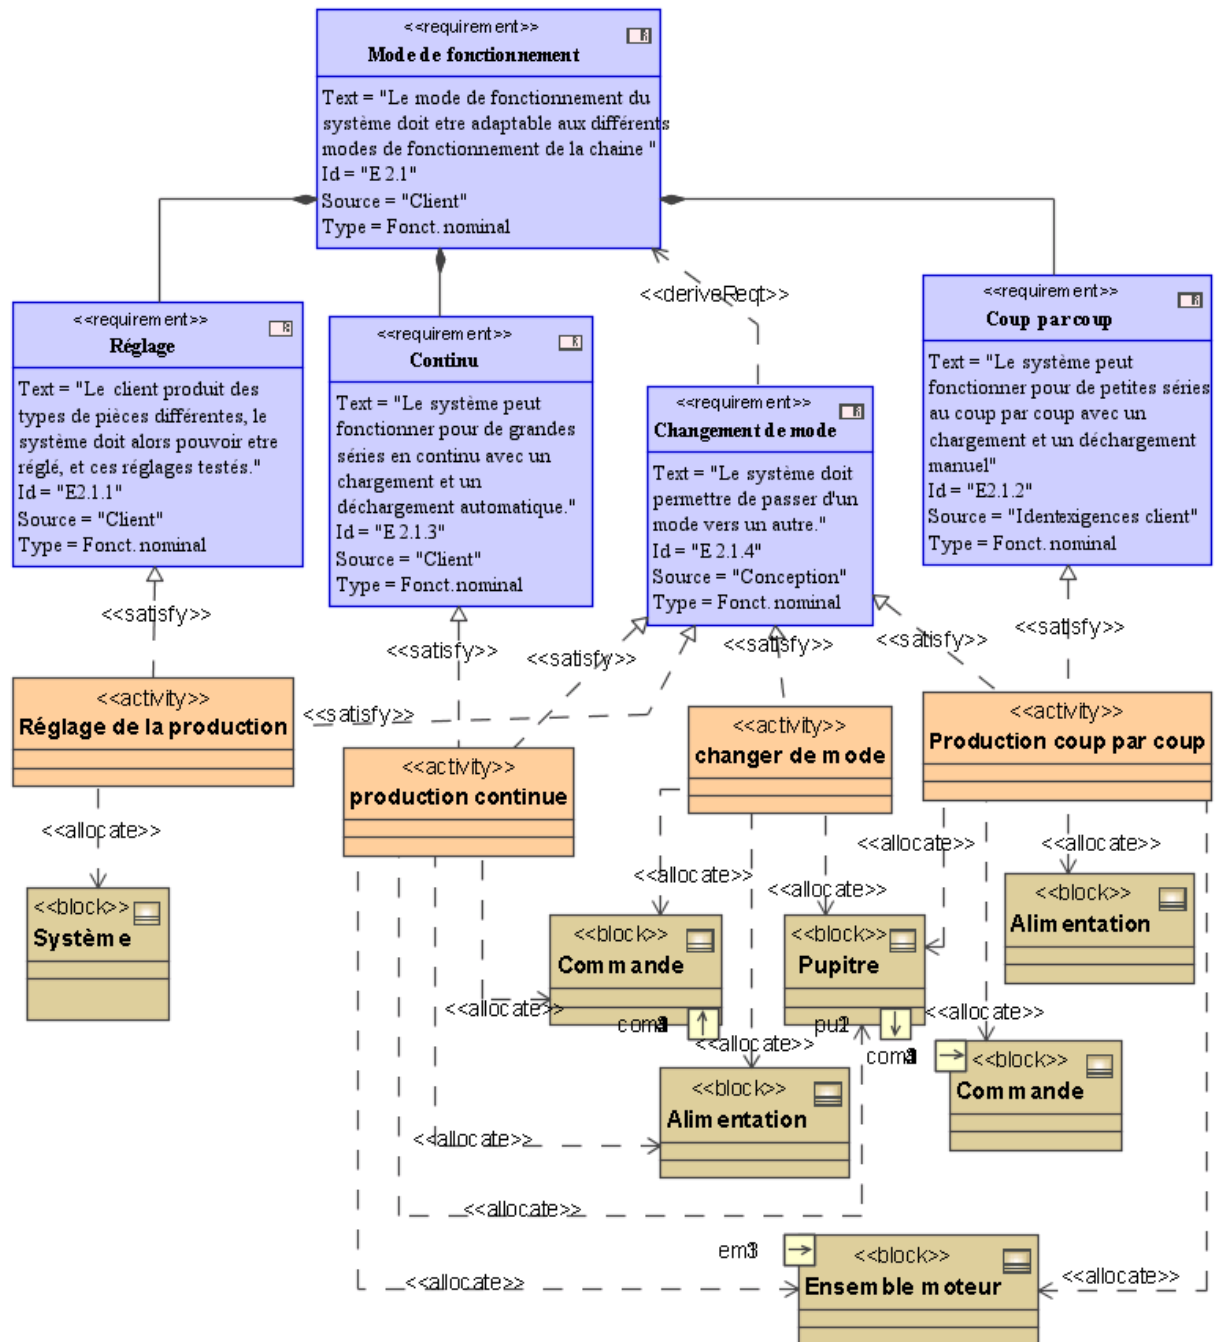 <<requirement>>
Mode de fonctionnement
Text = "Le mode de fonctionnement du
système doit etre adaptable aux différents
modes de fonctionnement de la chaine "
Id = "E 2.1"
Source = "Client"
Type = Fonct. nominal
<<deriveReqt>>
<<requirement>>
Réglage
Text = "Le client produit des
types de pièces différentes, le
système doit alors pouvoir etre
réglé, et ces réglages testés."
Id = "E2.1.1"
Source = "Client"
Type = Fonct. nominal
<<requirement>>
Continu
Text = "Le système peut
fonctionner pour de grandes
séries en continu avec un
chargement et un
déchargement automatique."
Id = "E 2.1.3"
Source = "Client"
Type = Fonct. nominal
<<requirement>>
Changement de mode
Text = "Le système doit
permettre de passer d'un
mode vers un autre."
Id = "E 2.1.4"
Source = "Conception"
Type = Fonct. nominal
<<requirement>>
Coup par coup
Text = "Le système peut
fonctionner pour de petites séries
au coup par coup avec un
chargement et un déchargement
manuel"
Id = "E2.1.2"
Source = "Identexigences client"
Type = Fonct. nominal
<<satisfy>>
<<satisfy>>
<<satisfy>>
<<satisfy>>
<<satisfy>>
<<satisfy>>
<<satisfy>>
<<activity>>
Réglage de la production
<<activity>>
production continue
<<activity>>
changer de mode
<<activity>>
Production coup par coup
<<allocate>>
<<allocate>>
<<allocate>>
<<allocate>>
<<allocate>>
<<block>>
Système
<<block>>
Commande
<<block>>
Pupitre
<<block>>
Alimentation
<<allocate>>
<<allocate>>
<<allocate>>
<<block>>
Alimentation
<<block>>
Commande
<<allocate>>
<<allocate>>
<<block>>
Ensemble moteur
<<allocate>>
<<allocate>>